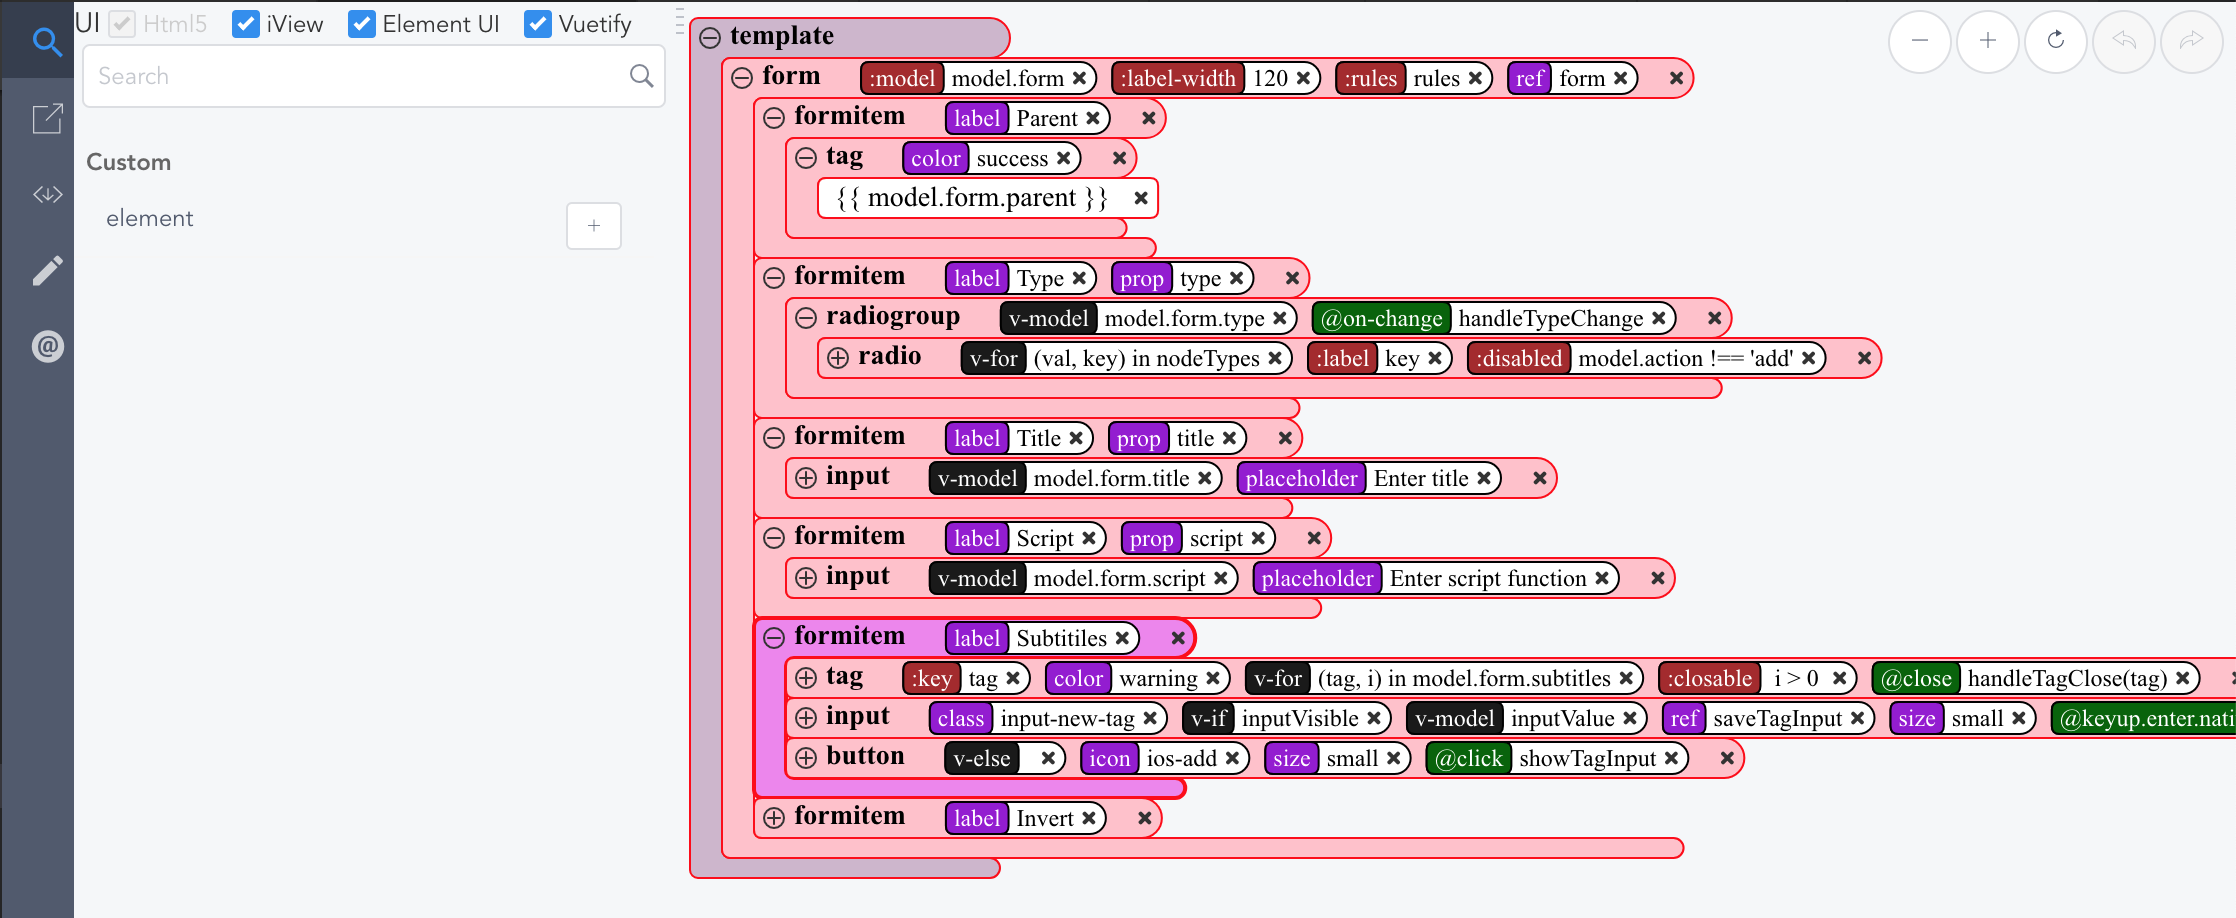 UI Html5 iView Element UI Vuetify
Search
Custom
element
template
form :model model.form :label-width 120 :rules rules ref form
formitem label Parent
tag color success
{{ model.form.parent }}
formitem label Type prop type
radiogroup v-model model.form.type @on-change handleTypeChange
radio v-for (val, key) in nodeTypes :label key :disabled model.action !== 'add'
formitem label Title prop title
input v-model model.form.title placeholder Enter title
formitem label Script prop script
input v-model model.form.script placeholder Enter script function
formitem label Subtitiles
tag :key tag color warning v-for (tag, i) in model.form.subtitles :closable i > 0 @close handleTagClose(tag)
input class input-new-tag v-if inputVisible v-model inputValue ref saveTagInput size small @keyup.enter.nati
button v-else icon ios-add size small @click showTagInput
formitem label Invert